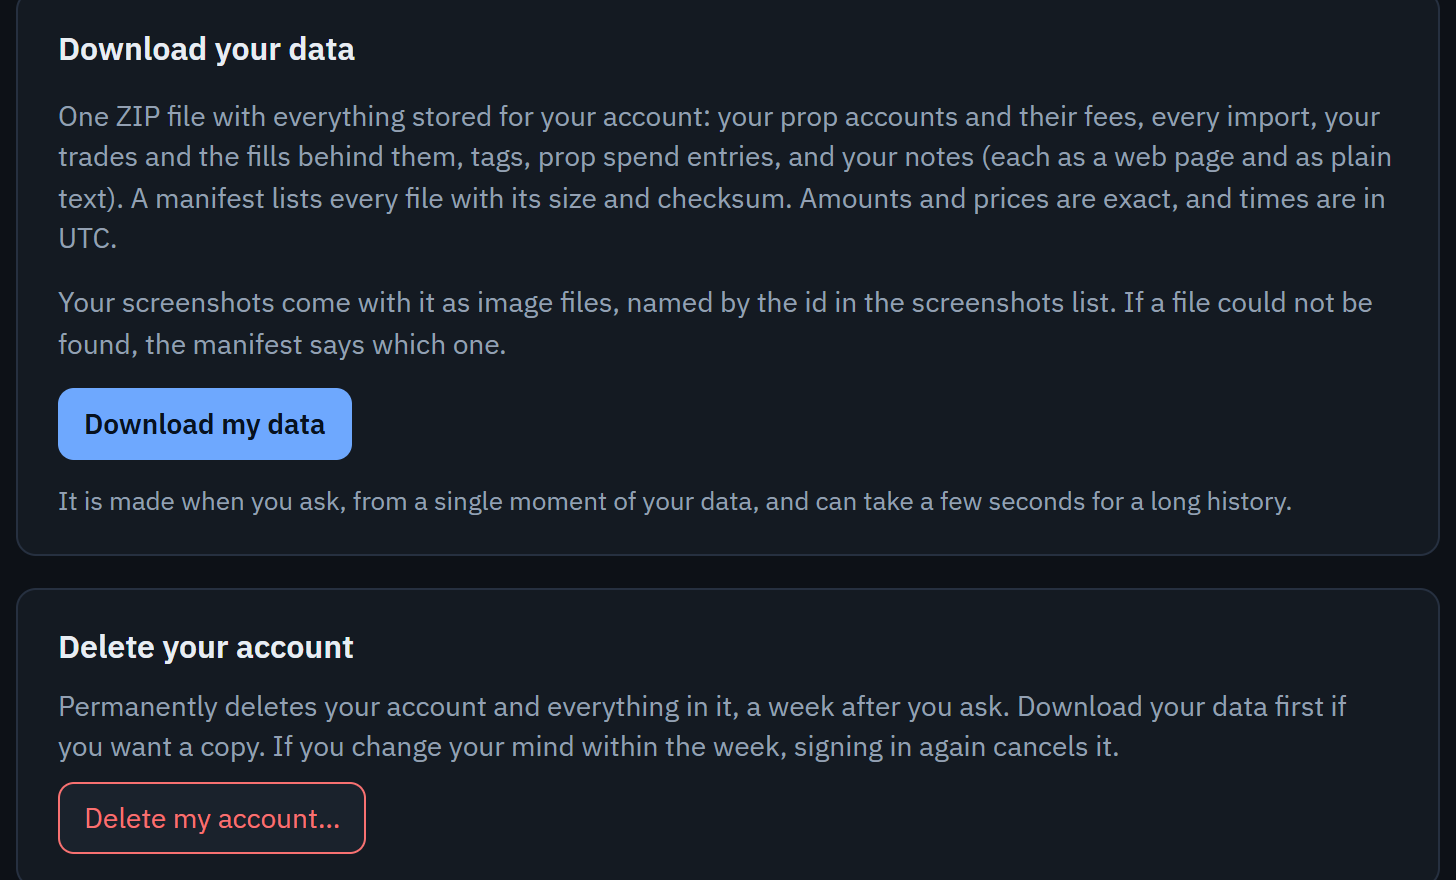 Download your data
One ZIP file with everything stored for your account: your prop accounts and their fees, every import, your
trades and the fills behind them, tags, prop spend entries, and your notes (each as a web page and as plain
text). A manifest lists every file with its size and checksum. Amounts and prices are exact, and times are in
UTC.
Your screenshots come with it as image files, named by the id in the screenshots list. If a file could not be
found, the manifest says which one.
Download my data
It is made when you ask, from a single moment of your data, and can take a few seconds for a long history.
Delete your account
Permanently deletes your account and everything in it, a week after you ask. Download your data first if
you want a copy. If you change your mind within the week, signing in again cancels it.
Delete my account...